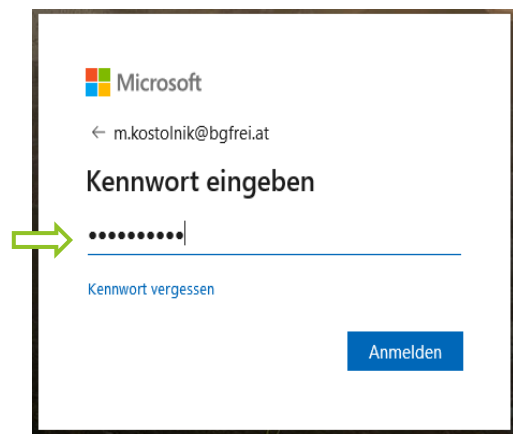 Microsoft
← m.kostolnik@bgfrei.at
Kennwort eingeben
••••••••••
Kennwort vergessen
Anmelden